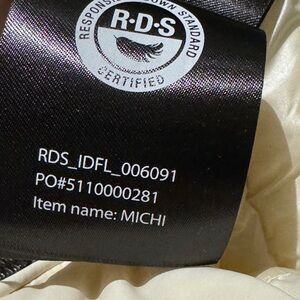 RESPONSIBLE DOWN STANDARD
R·D·S
CERTIFIED
RDS_IDFL_006091
PO#5110000281
Item name: MICHI